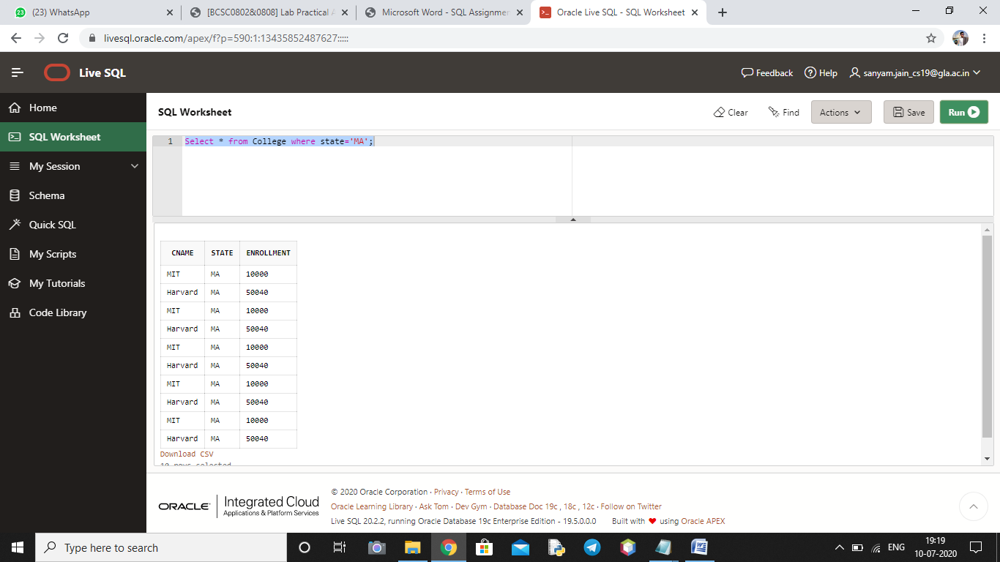 23 (23) WhatsApp
[BCSC0802&0808] Lab Practical A
Microsoft Word - SQL Assignmen
Oracle Live SQL - SQL Worksheet
livesql.oracle.com/apex/f?p=590:1:13435852487627:::::
Live SQL
Feedback
Help
sanyam.jain_cs19@gla.ac.in
Home
SQL Worksheet
My Session
Schema
Quick SQL
My Scripts
My Tutorials
Code Library
SQL Worksheet
Clear
Find
Actions
Save
Run
1 Select * from College where state='MA';
CNAME STATE ENROLLMENT
MIT MA 10000
Harvard MA 50040
MIT MA 10000
Harvard MA 50040
MIT MA 10000
Harvard MA 50040
MIT MA 10000
Harvard MA 50040
MIT MA 10000
Harvard MA 50040
Download CSV
10 rows selected.
ORACLE Integrated Cloud
Applications & Platform Services
© 2020 Oracle Corporation · Privacy · Terms of Use
Oracle Learning Library · Ask Tom · Dev Gym · Database Doc 19c , 18c , 12c · Follow on Twitter
Live SQL 20.2.2, running Oracle Database 19c Enterprise Edition - 19.5.0.0.0 Built with ❤ using Oracle APEX
Type here to search
ENG
19:19
10-07-2020